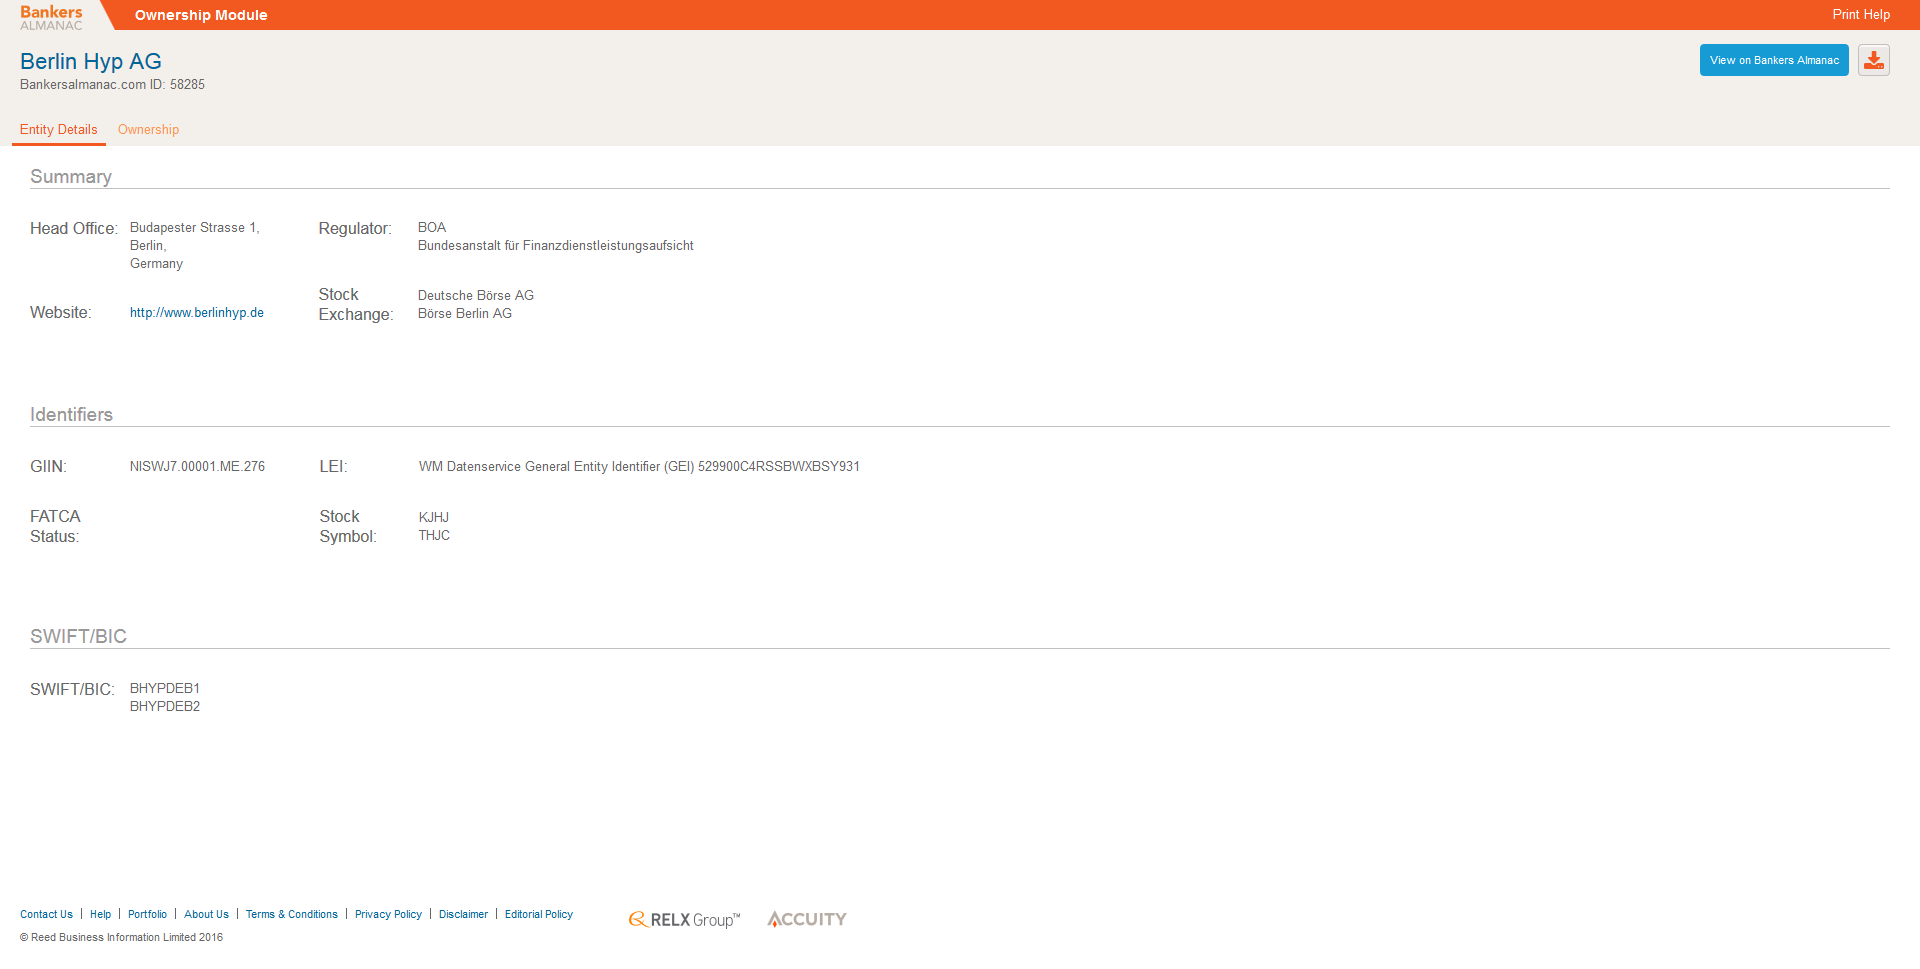 Bankers
ALMANAC
Ownership Module
Print Help
Berlin Hyp AG
Bankersalmanac.com ID: 58285
View on Bankers Almanac
Entity Details
Ownership
Summary
Head Office:
Budapester Strasse 1,
Berlin,
Germany
Regulator:
BOA
Bundesanstalt für Finanzdienstleistungsaufsicht
Website:
http://www.berlinhyp.de
Stock
Exchange:
Deutsche Börse AG
Börse Berlin AG
Identifiers
GIIN:
NISWJ7.00001.ME.276
LEI:
WM Datenservice General Entity Identifier (GEI) 529900C4RSSBWXBSY931
FATCA
Status:
Stock
Symbol:
KJHJ
THJC
SWIFT/BIC
SWIFT/BIC:
BHYPDEB1
BHYPDEB2
Contact Us | Help | Portfolio | About Us | Terms & Conditions | Privacy Policy | Disclaimer | Editorial Policy
© Reed Business Information Limited 2016
RELX Group™
ACCUITY